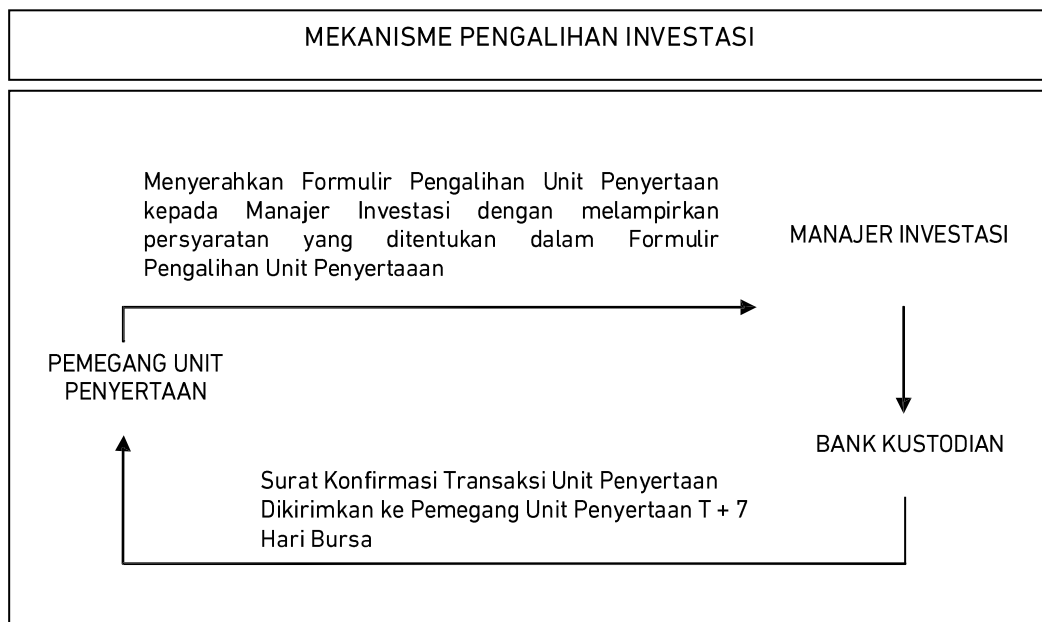 MEKANISME PENGALIHAN INVESTASI
Menyerahkan Formulir Pengalihan Unit Penyertaan
kepada Manajer Investasi dengan melampirkan
persyaratan yang ditentukan dalam Formulir
Pengalihan Unit Penyertaaan
MANAJER INVESTASI
PEMEGANG UNIT
PENYERTAAN
BANK KUSTODIAN
Surat Konfirmasi Transaksi Unit Penyertaan
Dikirimkan ke Pemegang Unit Penyertaan T + 7
Hari Bursa